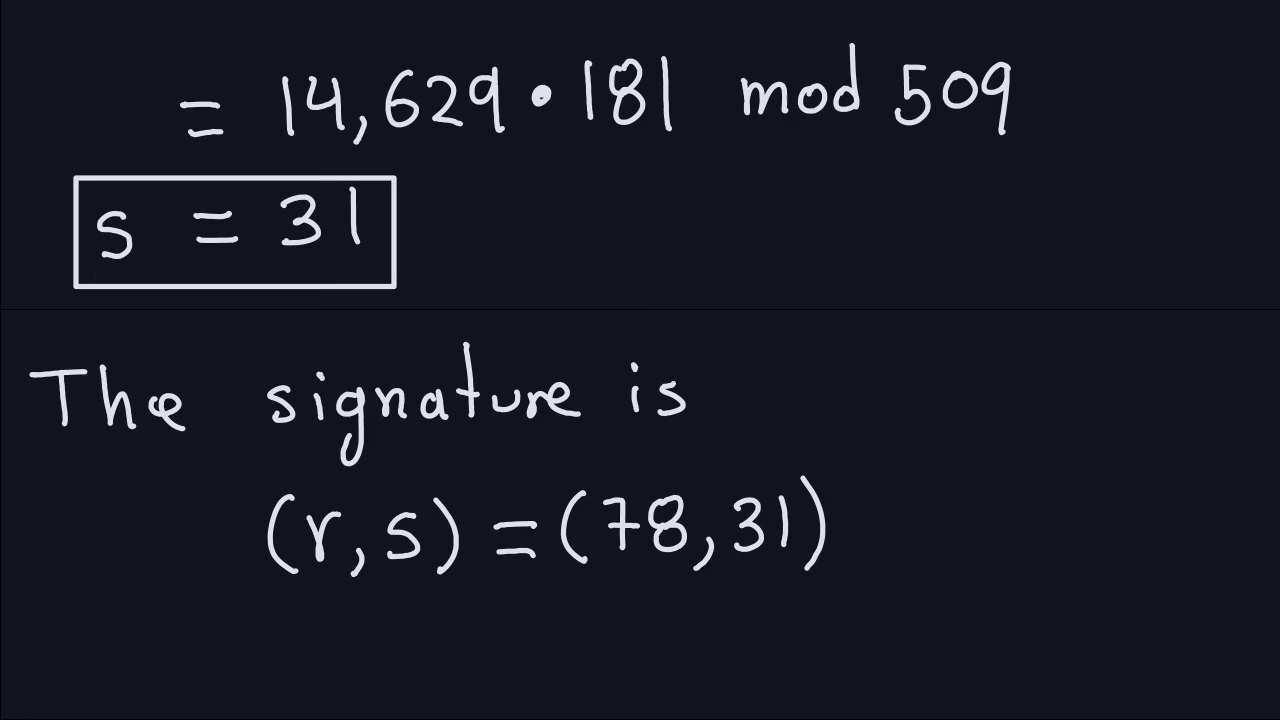 = 14,629 • 181 mod 509
s = 31
The signature is
(r, s) = (78, 31)